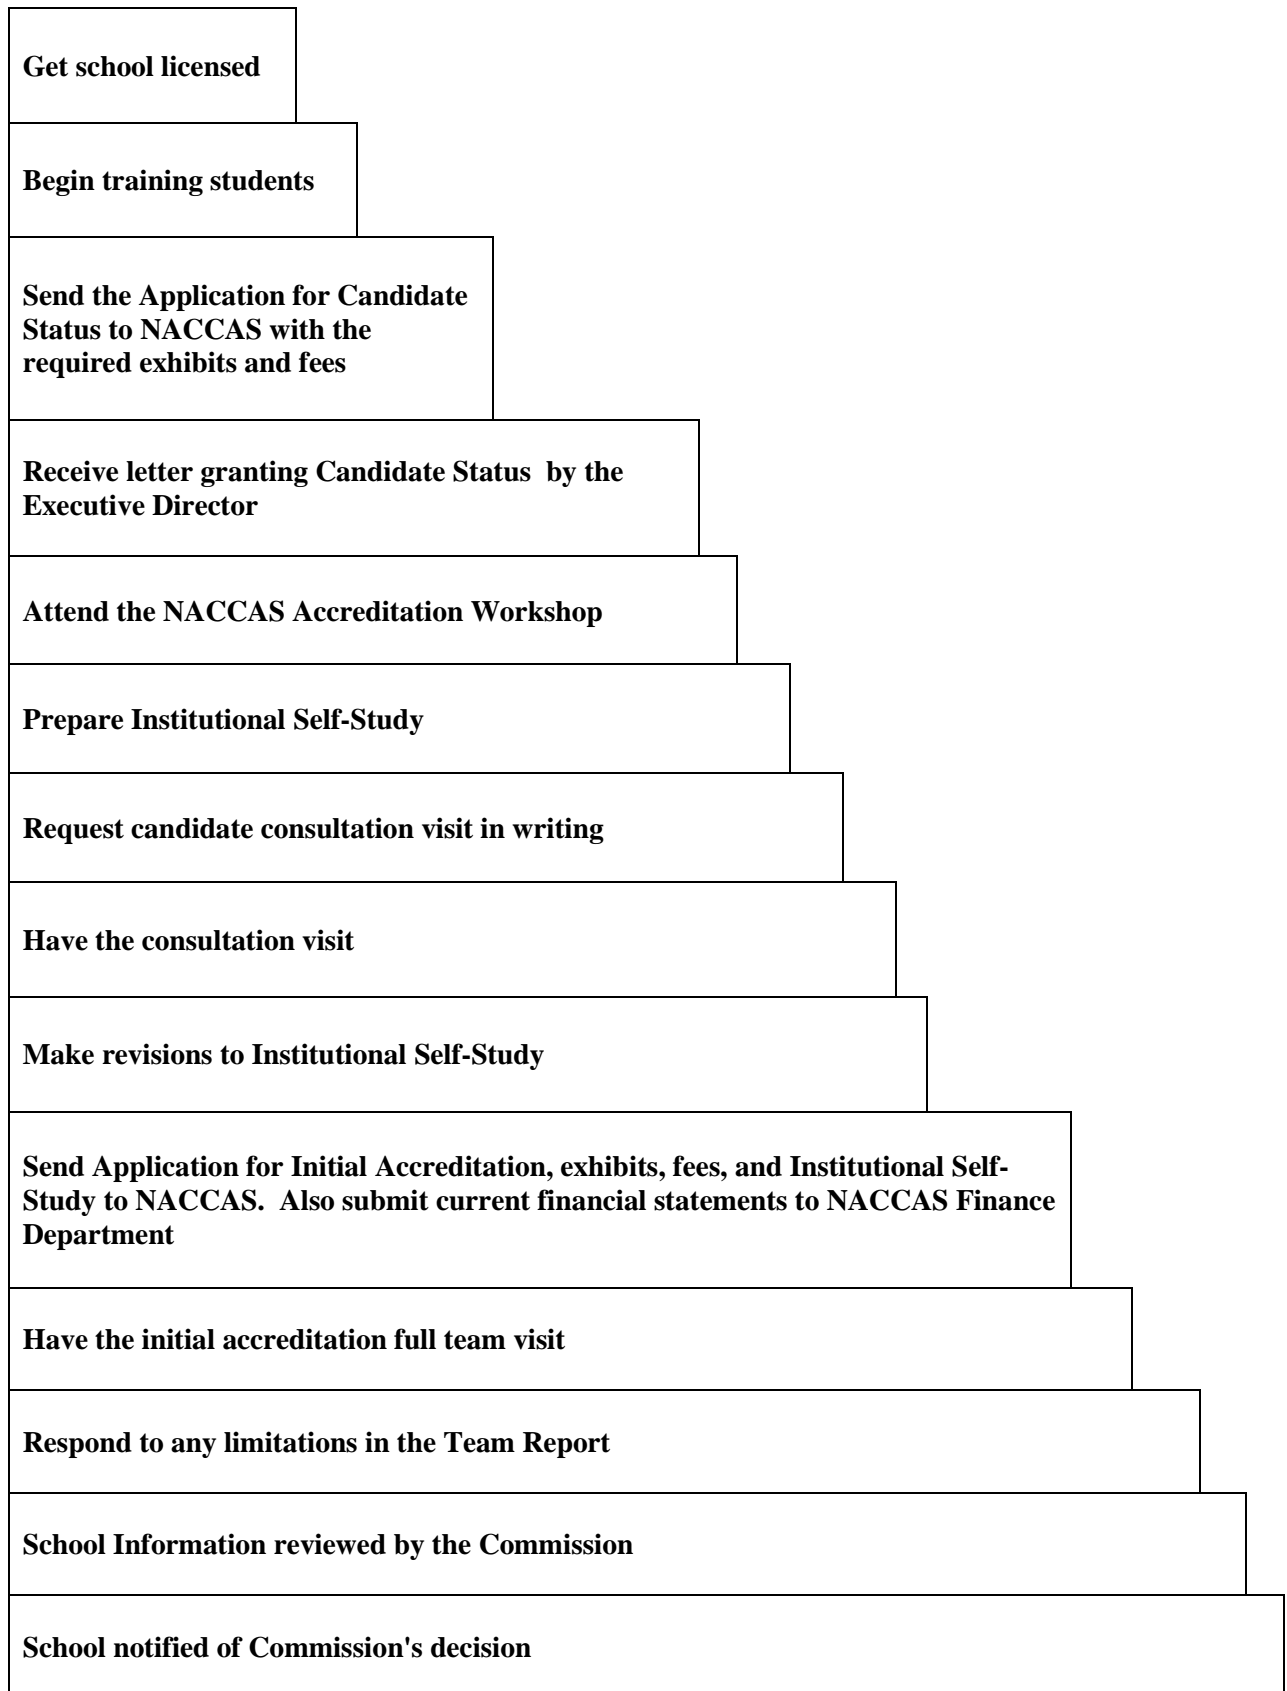 Get school licensed
Begin training students
Send the Application for Candidate
Status to NACCAS with the
required exhibits and fees
Receive letter granting Candidate Status  by the
Executive Director
Attend the NACCAS Accreditation Workshop
Prepare Institutional Self-Study
Request candidate consultation visit in writing
Have the consultation visit
Make revisions to Institutional Self-Study
Send Application for Initial Accreditation, exhibits, fees, and Institutional Self-
Study to NACCAS.  Also submit current financial statements to NACCAS Finance
Department
Have the initial accreditation full team visit
Respond to any limitations in the Team Report
School Information reviewed by the Commission
School notified of Commission's decision